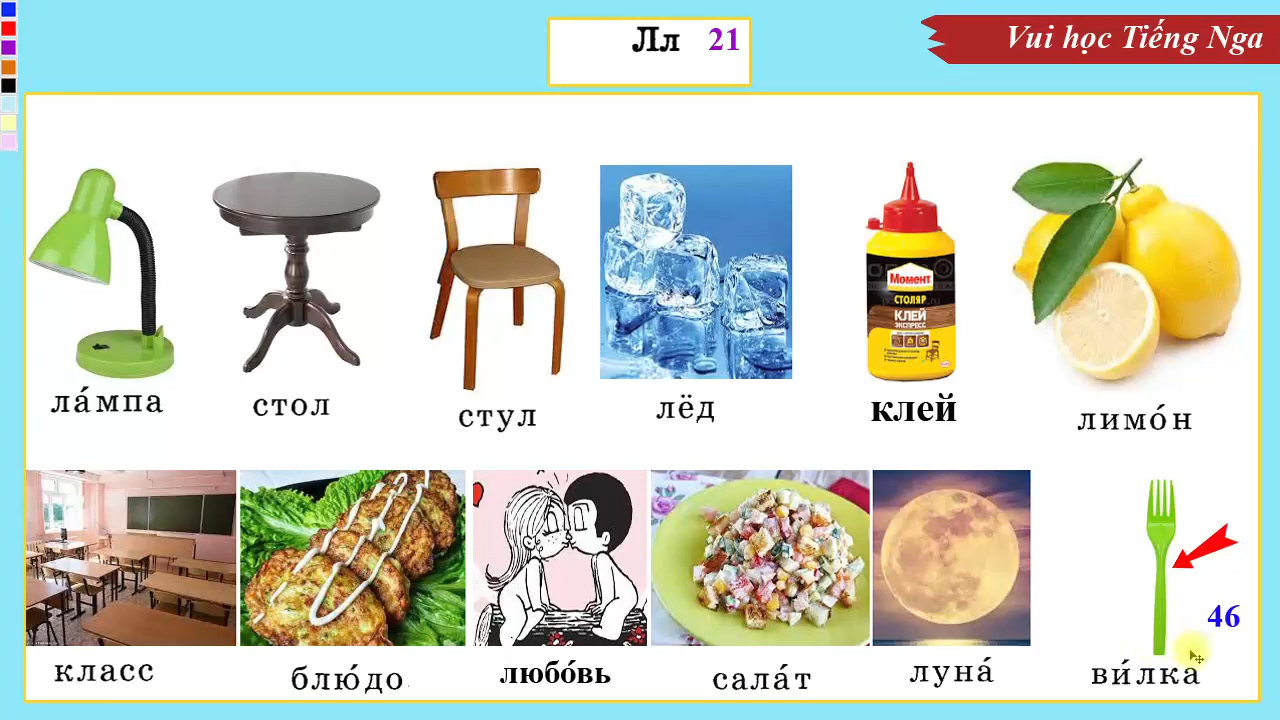 Лл 21
Vui học Tiếng Nga
Момент
СТОЛЯР
КЛЕЙ
ЭКСПРЕСС
ла́мпа
стол
стул
лёд
клей
лимо́н
46
класс
блю́до
любо́вь
сала́т
луна́
ви́лка